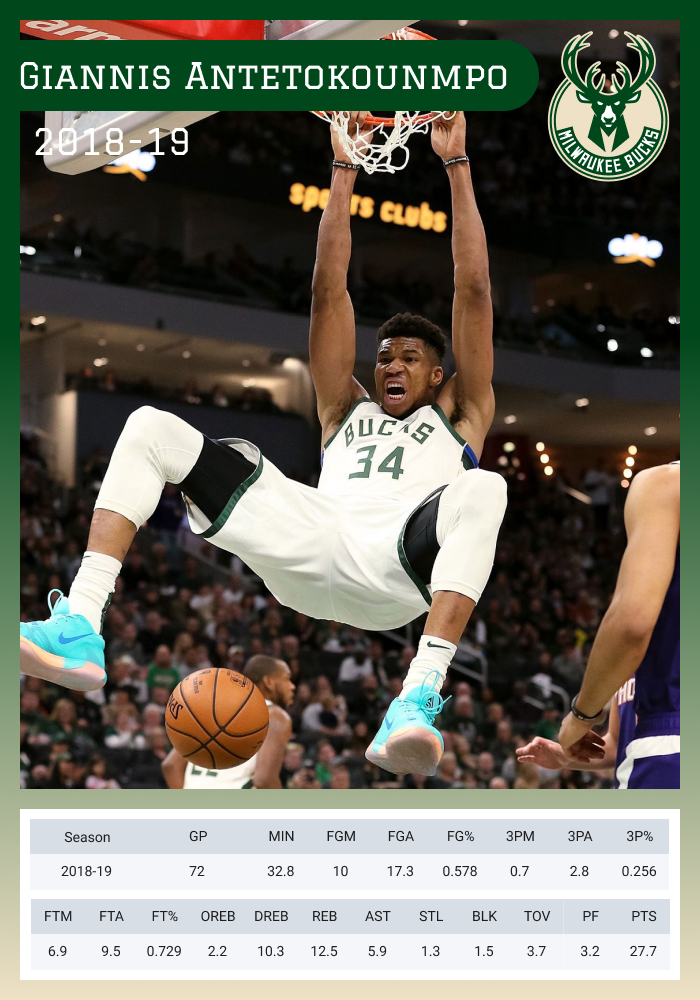 GIANNIS ANTETOKOUNMPO
2018-19
MILWAUKEE BUCKS
sports clubs
BUCKS
34
Season GP MIN FGM FGA FG% 3PM 3PA 3P%
2018-19 72 32.8 10 17.3 0.578 0.7 2.8 0.256
FTM FTA FT% OREB DREB REB AST STL BLK TOV PF PTS
6.9 9.5 0.729 2.2 10.3 12.5 5.9 1.3 1.5 3.7 3.2 27.7